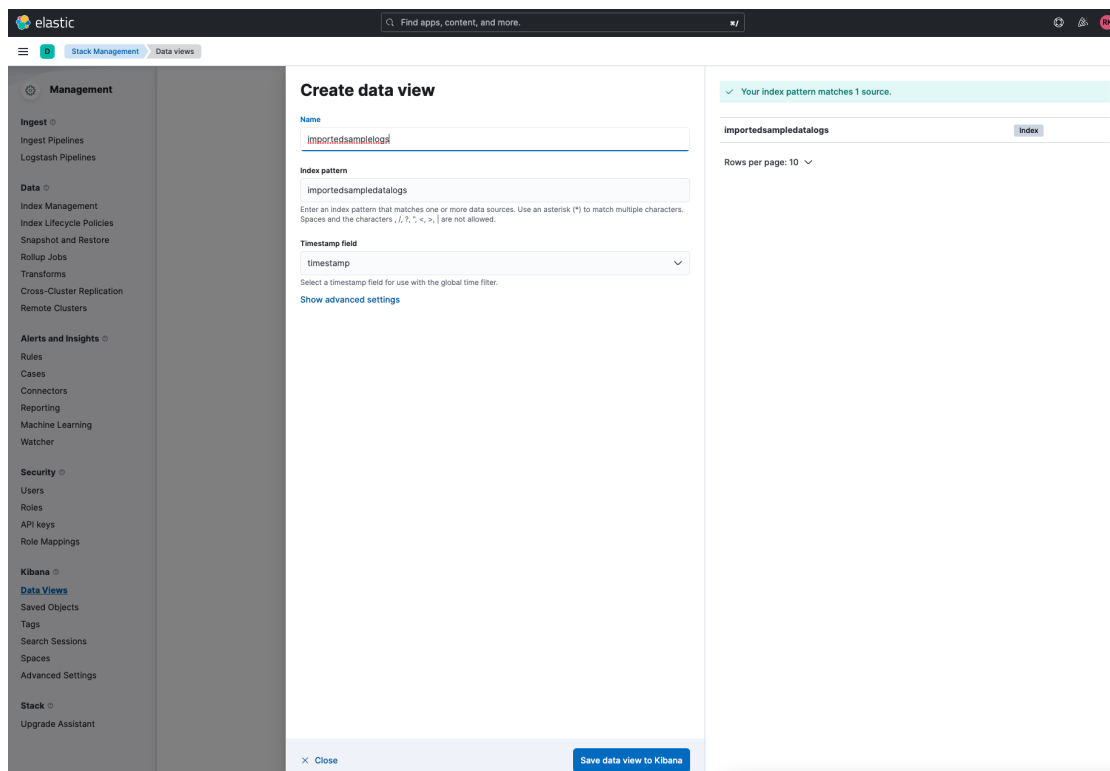 elastic
Find apps, content, and more.
⌘/
RK
D
Stack Management
Data views
Management
Ingest
Ingest Pipelines
Logstash Pipelines
Data
Index Management
Index Lifecycle Policies
Snapshot and Restore
Rollup Jobs
Transforms
Cross-Cluster Replication
Remote Clusters
Alerts and Insights
Rules
Cases
Connectors
Reporting
Machine Learning
Watcher
Security
Users
Roles
API keys
Role Mappings
Kibana
Data Views
Saved Objects
Tags
Search Sessions
Spaces
Advanced Settings
Stack
Upgrade Assistant
Create data view
Name
importedsamplelogs
Index pattern
importedsampledatalogs
Enter an index pattern that matches one or more data sources. Use an asterisk (*) to match multiple characters.
Spaces and the characters , /, ?, ", <, >, | are not allowed.
Timestamp field
timestamp
Select a timestamp field for use with the global time filter.
Show advanced settings
Close
Save data view to Kibana
Your index pattern matches 1 source.
importedsampledatalogs
Index
Rows per page: 10